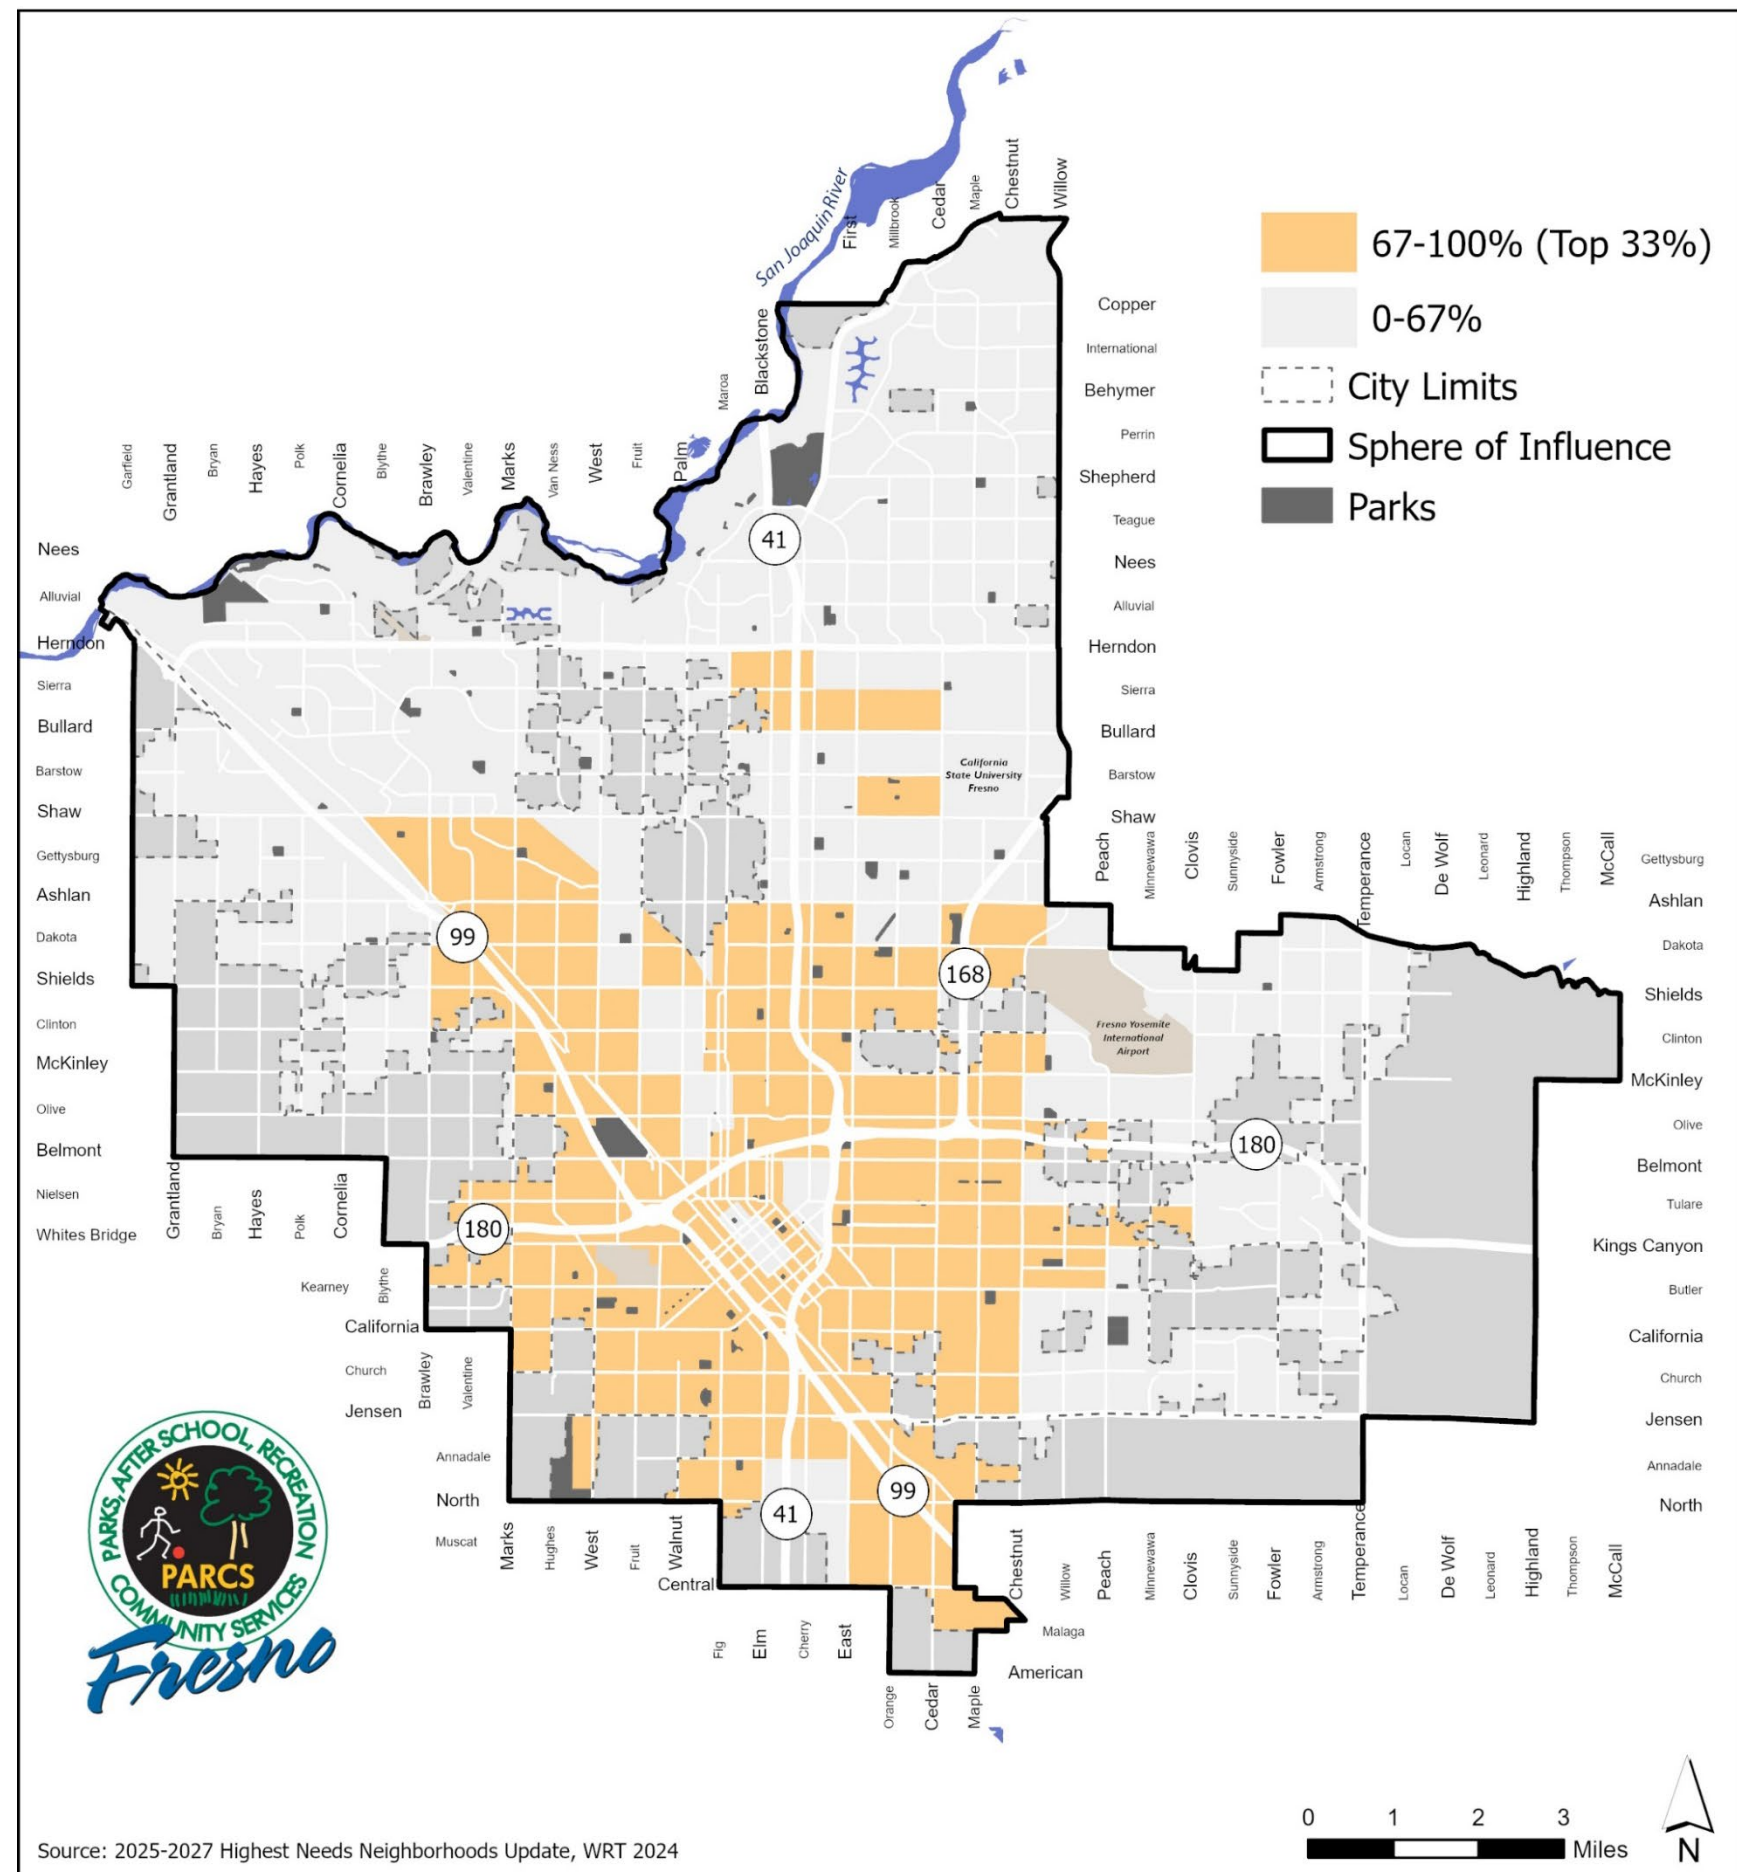 San Joaquin River
First
Millbrook
Cedar
Maple
Chestnut
Willow
67-100% (Top 33%)
0-67%
City Limits
Sphere of Influence
Parks
Copper
International
Behymer
Perrin
Shepherd
Teague
Nees
Alluvial
Herndon
Sierra
Bullard
Barstow
Shaw
Garfield
Grantland
Bryan
Hayes
Polk
Cornelia
Blythe
Brawley
Valentine
Marks
Van Ness
West
Fruit
Palm
Maroa
Blackstone
41
Nees
Alluvial
Herndon
Sierra
Bullard
Barstow
Shaw
Gettysburg
Ashlan
Dakota
Shields
Clinton
McKinley
Olive
Belmont
Nielsen
Whites Bridge
California
State University
Fresno
Peach
Minnewawa
Clovis
Sunnyside
Fowler
Armstrong
Temperance
Locan
De Wolf
Leonard
Highland
Thompson
McCall
Gettysburg
Ashlan
Dakota
Shields
Clinton
McKinley
Olive
Belmont
Tulare
Kings Canyon
Butler
California
Church
Jensen
Annadale
North
99
168
Fresno Yosemite
International
Airport
180
180
Grantland
Bryan
Hayes
Polk
Cornelia
Kearney
Blythe
California
Church
Brawley
Valentine
Jensen
Annadale
North
Muscat
99
41
Marks
Hughes
West
Fruit
Walnut
Central
Fig
Elm
Cherry
East
Orange
Cedar
Maple
Malaga
American
Chestnut
Willow
Peach
Minnewawa
Clovis
Sunnyside
Fowler
Armstrong
Temperance
Locan
De Wolf
Leonard
Highland
Thompson
McCall
PARKS, AFTER SCHOOL, RECREATION
COMMUNITY SERVICES
PARCS
Fresno
0 1 2 3
Miles
N
Source: 2025-2027 Highest Needs Neighborhoods Update, WRT 2024